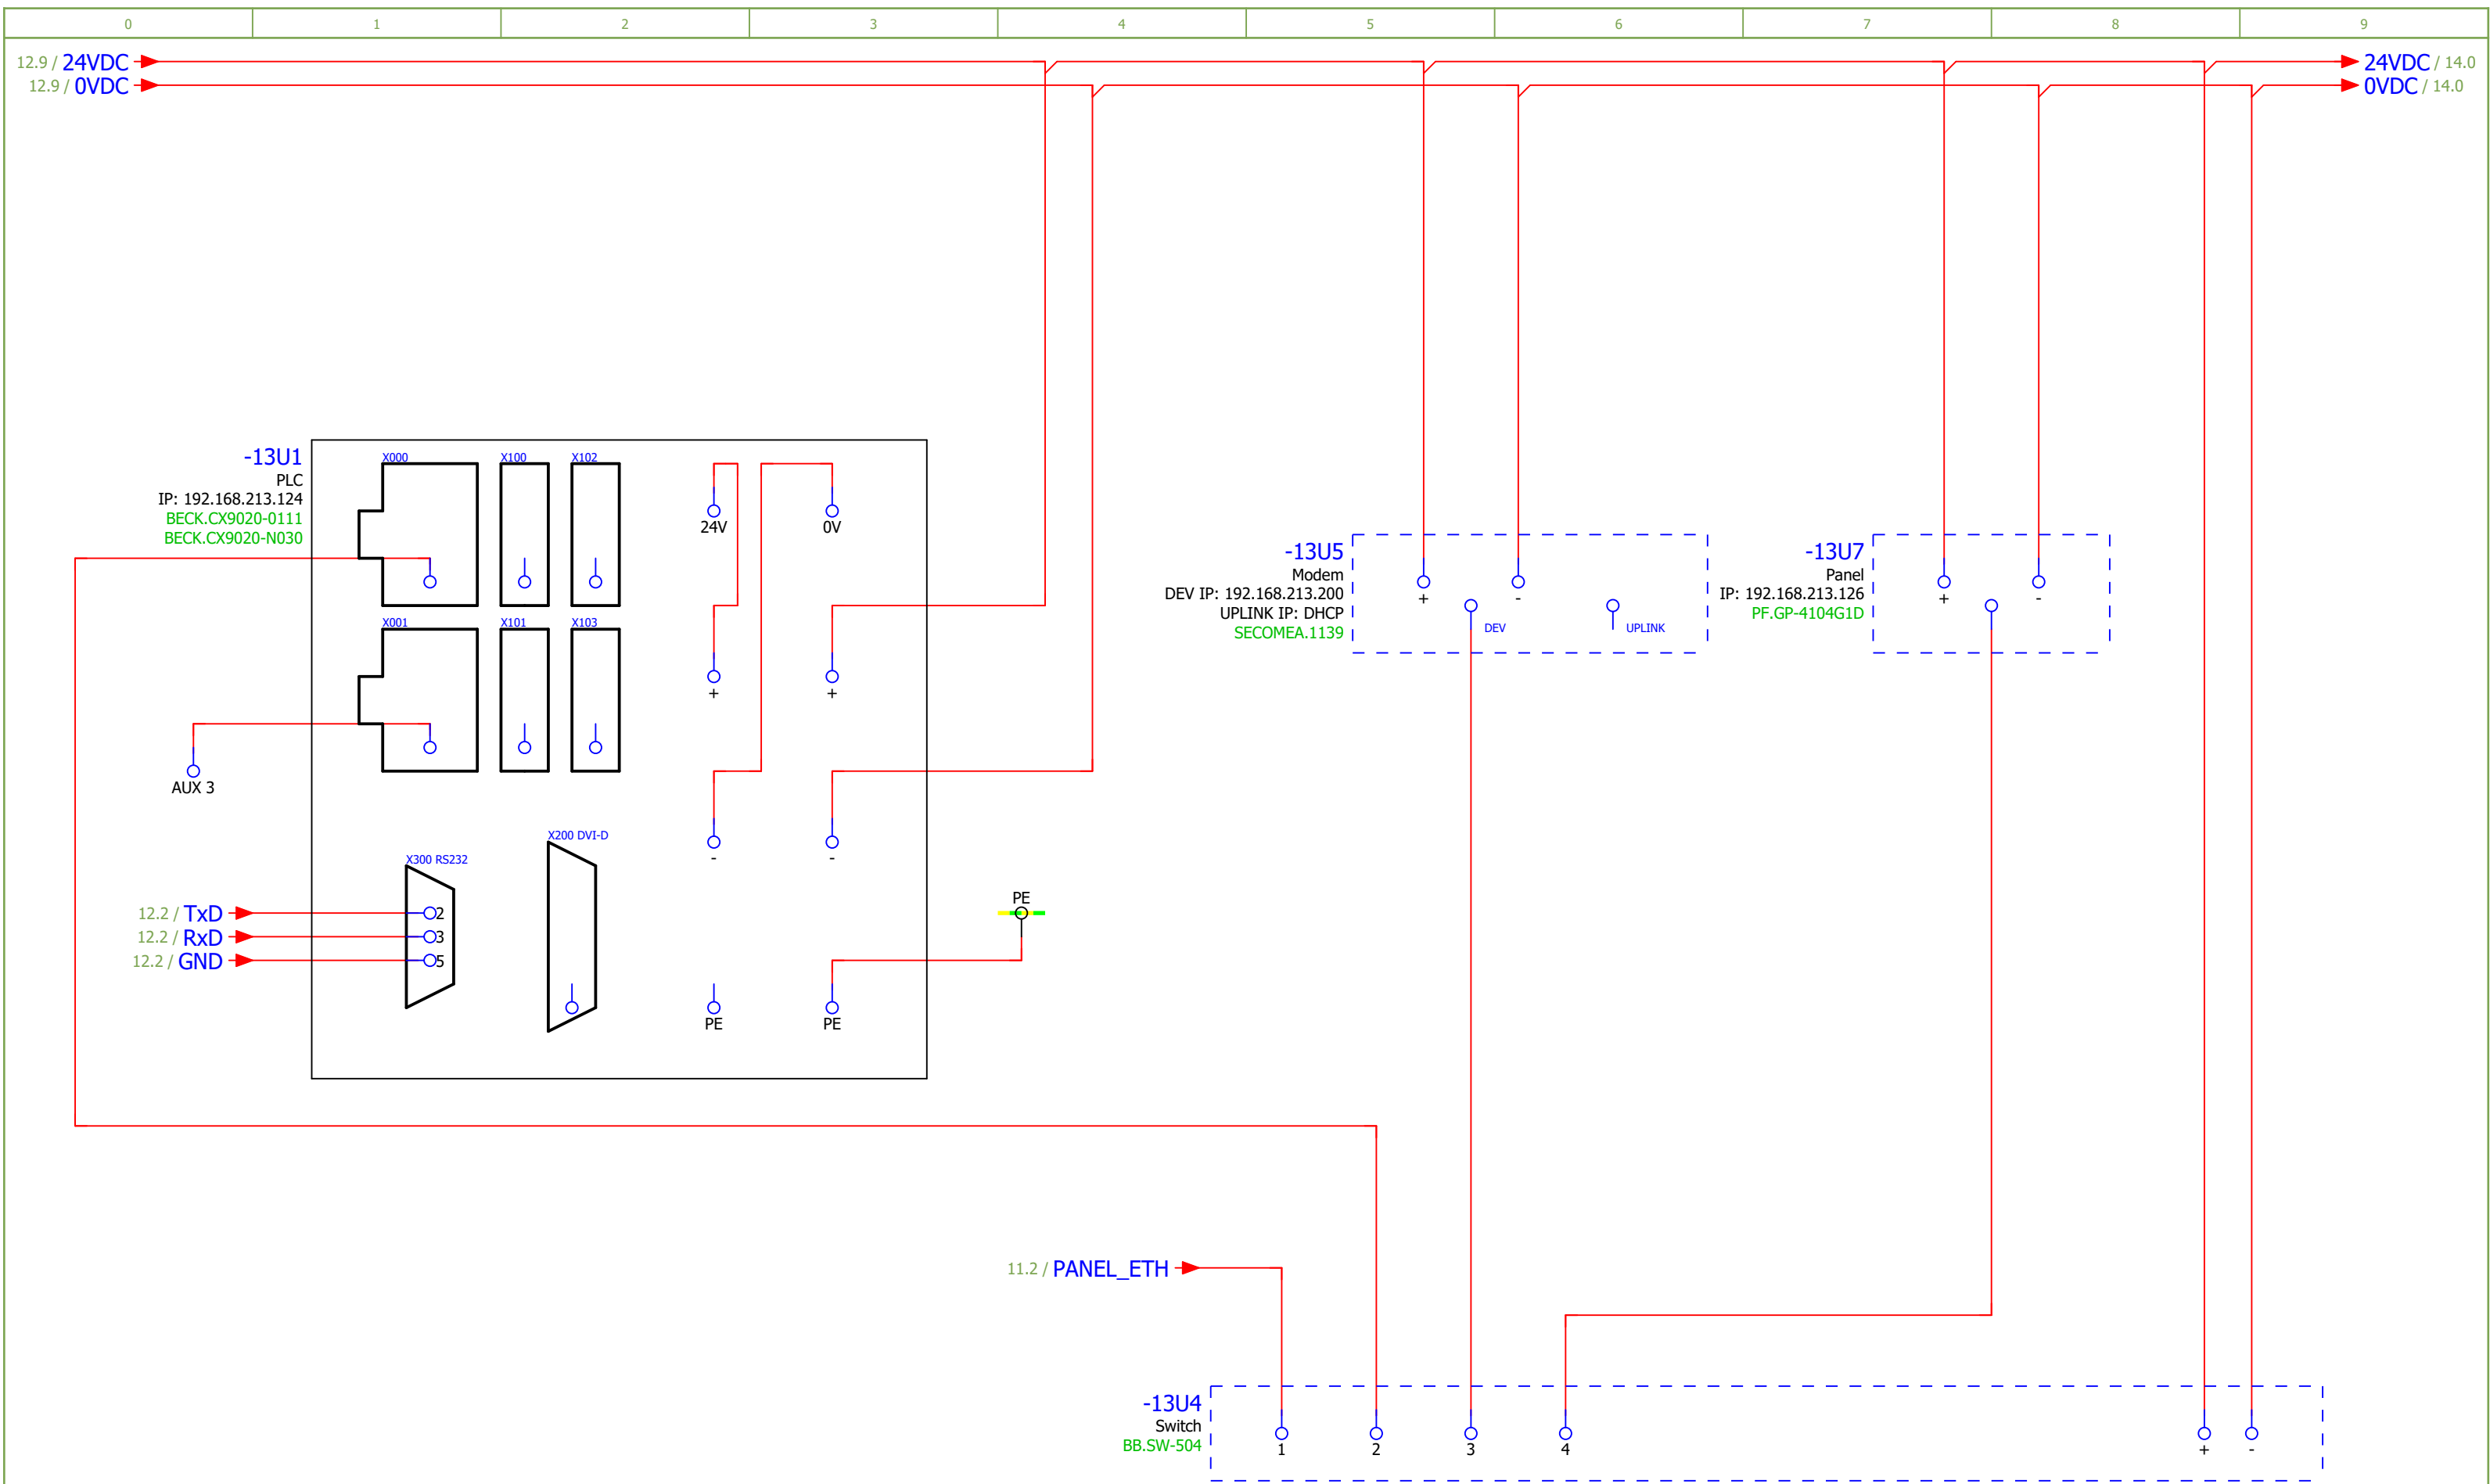 0 1 2 3 4 5 6 7 8 9
12.9 / 24VDC
24VDC / 14.0
12.9 / 0VDC
0VDC / 14.0
-13U1
PLC
IP: 192.168.213.124
BECK.CX9020-0111
BECK.CX9020-N030
X000
X100
X102
24V
0V
X001
X101
X103
+
+
AUX 3
X200 DVI-D
X300 RS232
-
-
12.2 / TxD
2
12.2 / RxD
3
12.2 / GND
5
PE
PE
PE
-13U5
Modem
DEV IP: 192.168.213.200
UPLINK IP: DHCP
SECOMEA.1139
+
-
DEV
UPLINK
-13U7
Panel
IP: 192.168.213.126
PF.GP-4104G1D
+
-
11.2 / PANEL_ETH
-13U4
Switch
BB.SW-504
1
2
3
4
+
-